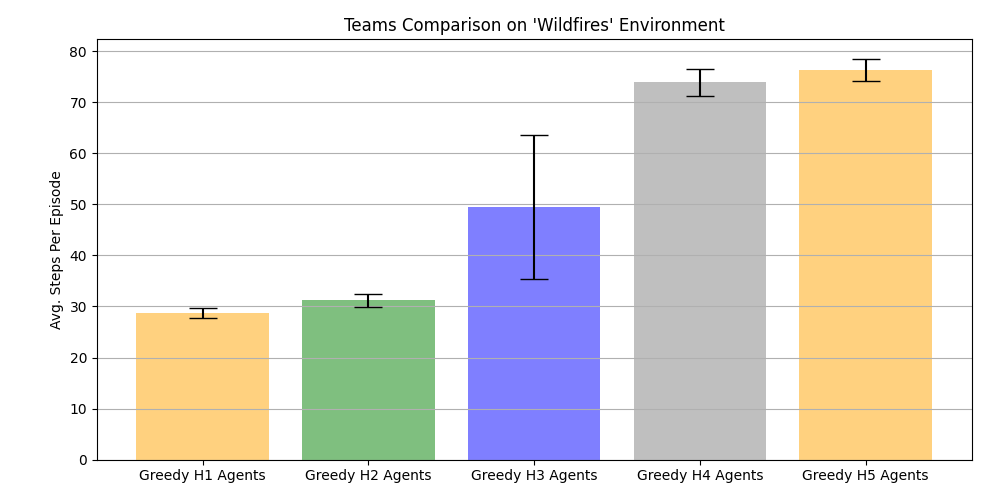 Teams Comparison on 'Wildfires' Environment
Avg. Steps Per Episode
80
70
60
50
40
30
20
10
0
Greedy H1 Agents
Greedy H2 Agents
Greedy H3 Agents
Greedy H4 Agents
Greedy H5 Agents